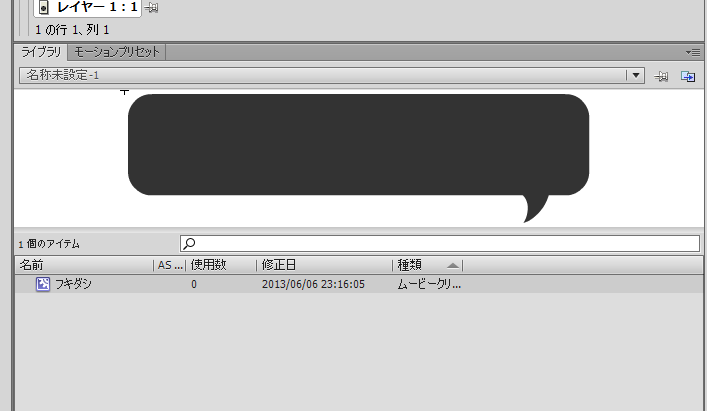 レイヤー 1 : 1
1 の行 1、列 1
ライブラリ モーションプリセット
名称未設定-1
1 個のアイテム
名前 AS ... 使用数 修正日 種類
フキダシ 0 2013/06/06 23:16:05 ムービークリ...